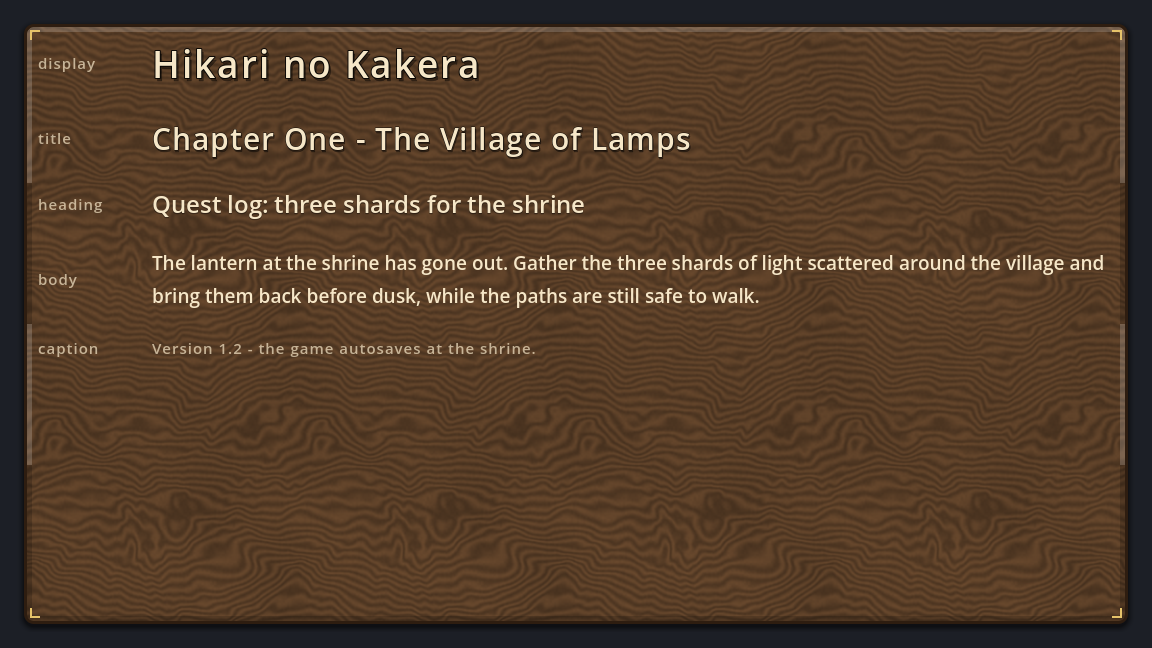 display
Hikari no Kakera
title
Chapter One - The Village of Lamps
heading
Quest log: three shards for the shrine
body
The lantern at the shrine has gone out. Gather the three shards of light scattered around the village and
bring them back before dusk, while the paths are still safe to walk.
caption
Version 1.2 - the game autosaves at the shrine.